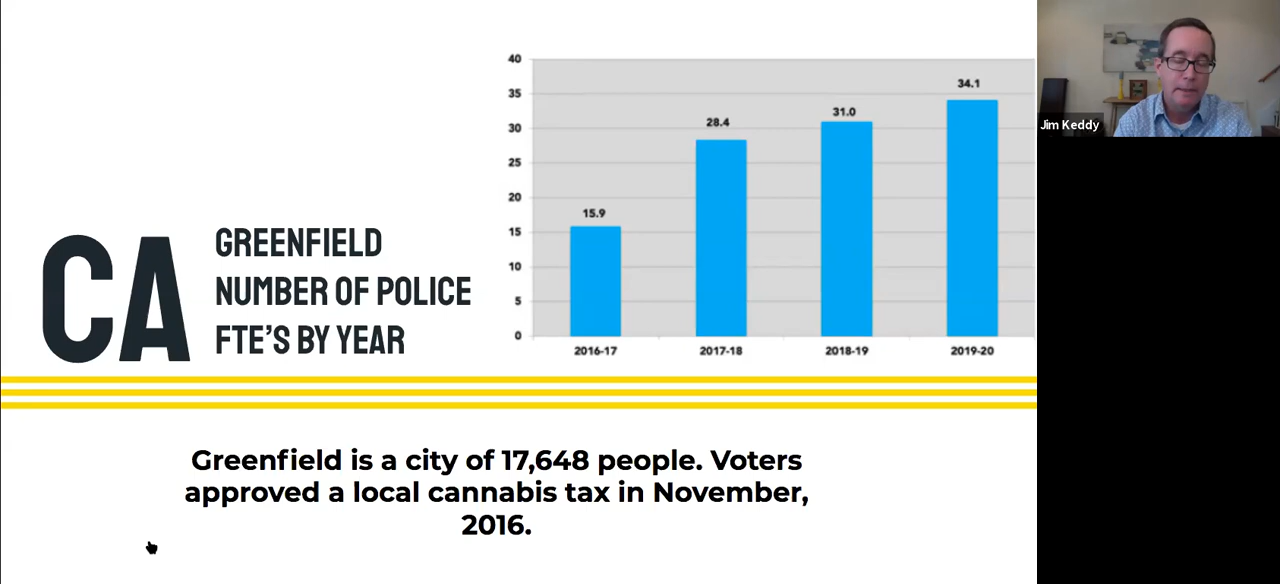 CA
GREENFIELD
NUMBER OF POLICE
FTE'S BY YEAR
40
35
30
25
20
15
10
5
0
15.9
28.4
31.0
34.1
2016-17
2017-18
2018-19
2019-20
Jim Keddy
Greenfield is a city of 17,648 people. Voters
approved a local cannabis tax in November,
2016.